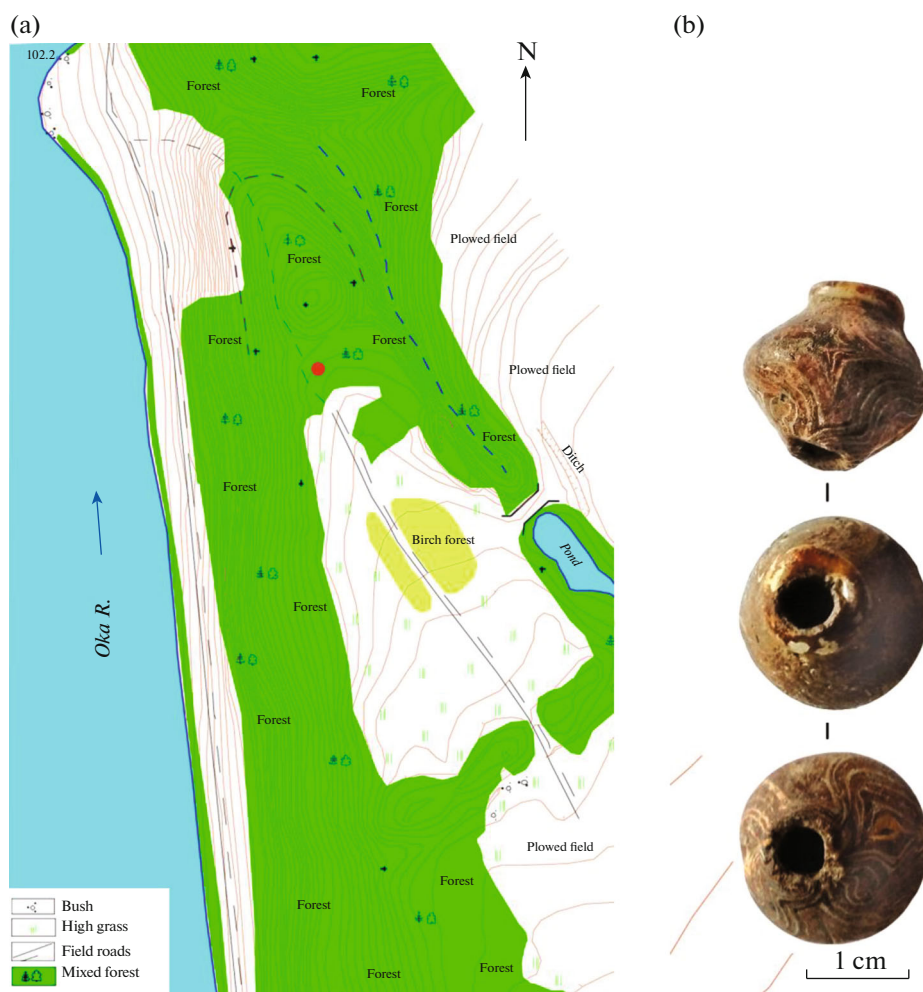 (a)
(b)
102.2
N
Forest
Forest
Forest
Plowed field
Forest
Forest
Forest
Plowed field
Forest
Ditch
Forest
Birch forest
Pond
Oka R.
Forest
Forest
Plowed field
Forest
Forest
Forest
Forest
Bush
High grass
Field roads
Mixed forest
1 cm